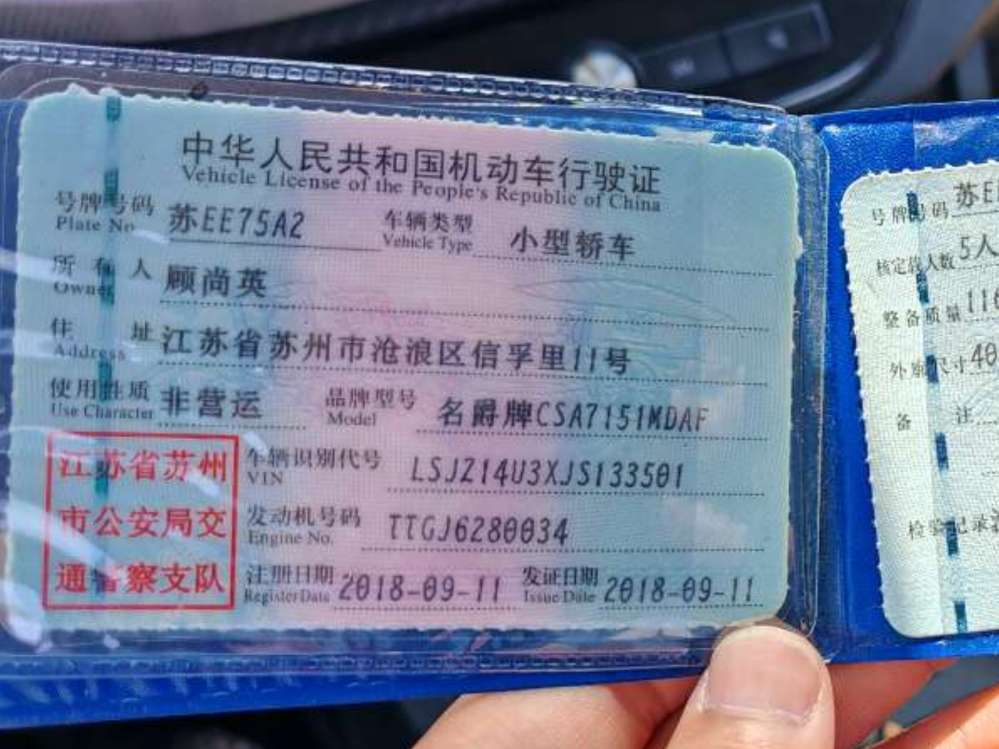 中华人民共和国机动车行驶证
Vehicle License of the People's Republic of China
号牌号码 苏EE75A2 车辆类型 小型轿车
Plate No. Vehicle Type
所有人 顾尚英
Owner
住址 江苏省苏州市沧浪区信孚里11号
Address
使用性质 非营运 品牌型号 名爵牌CSA7151MDAF
Use Character Model
江苏省苏州
市公安局交
通警察支队
车辆识别代号 LSJZ14U3XJS133501
VIN
发动机号码 TTGJ6280034
Engine No.
注册日期 2018-09-11 发证日期 2018-09-11
Register Date Issue Date
号牌号码 苏E
核定载人数 5人
整备质量 11
外廓尺寸 40
备注
检验记录